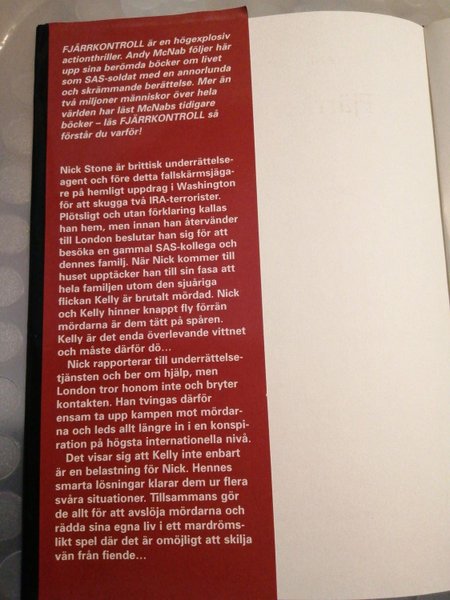 FJÄRRKONTROLL är en högexplosiv
actionthriller. Andy McNab följer här
upp sina berömda böcker om livet
som SAS-soldat med en annorlunda
och skrämmande berättelse. Mer än
två miljoner människor över hela
världen har läst McNabs tidigare
böcker – läs FJÄRRKONTROLL så
förstår du varför!
Nick Stone är brittisk underrättelse-
agent och före detta fallskärmsjäga-
re på hemligt uppdrag i Washington
för att skugga två IRA-terrorister.
Plötsligt och utan förklaring kallas
han hem, men innan han återvänder
till London beslutar han sig för att
besöka en gammal SAS-kollega och
dennes familj. När Nick kommer till
huset upptäcker han till sin fasa att
hela familjen utom den sjuåriga
flickan Kelly är brutalt mördad. Nick
och Kelly hinner knappt fly förrän
mördarna är dem tätt på spåren.
Kelly är det enda överlevande vittnet
och måste därför dö...
Nick rapporterar till underrättelse-
tjänsten och ber om hjälp, men
London tror honom inte och bryter
kontakten. Han tvingas därför
ensam ta upp kampen mot mördar-
na och leds allt längre in i en konspi-
ration på högsta internationella nivå.
Det visar sig att Kelly inte enbart
är en belastning för Nick. Hennes
smarta lösningar klarar dem ur flera
svåra situationer. Tillsammans gör
de allt för att avslöja mördarna och
rädda sina egna liv i ett mardröms-
likt spel där det är omöjligt att skilja
vän från fiende...